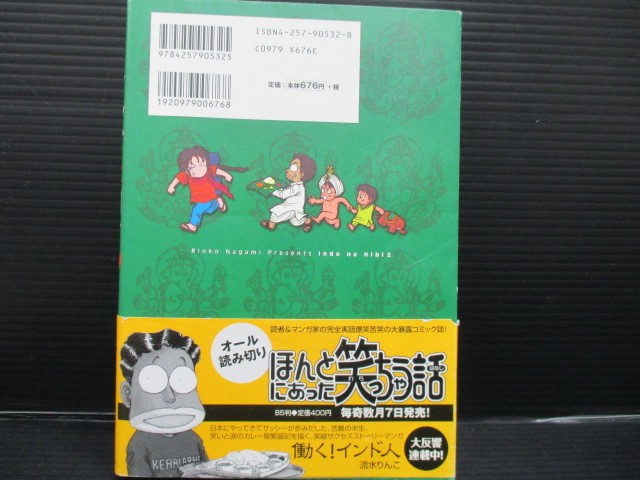 ISBN4-257-90532-8
9784257905325
C0979 ¥676E
定価:本体676円+税
1920979006768
Rinko Nagami Presents Indo na Hibi 2
読者&マンガ家の完全実話爆笑苦笑の大暴露コミック誌!
オール
読み切り
ほんとにあった笑っちゃう話
B5判◆定価400円
毎奇数月7日発売!
日本にやってきてサッシーが歩みだした、苦難の半生。
笑いと涙のカレー屋繁盛記を描く、実録サクセスストーリーマンガ
働く!インド人
流水りんこ
大反響
連載中!